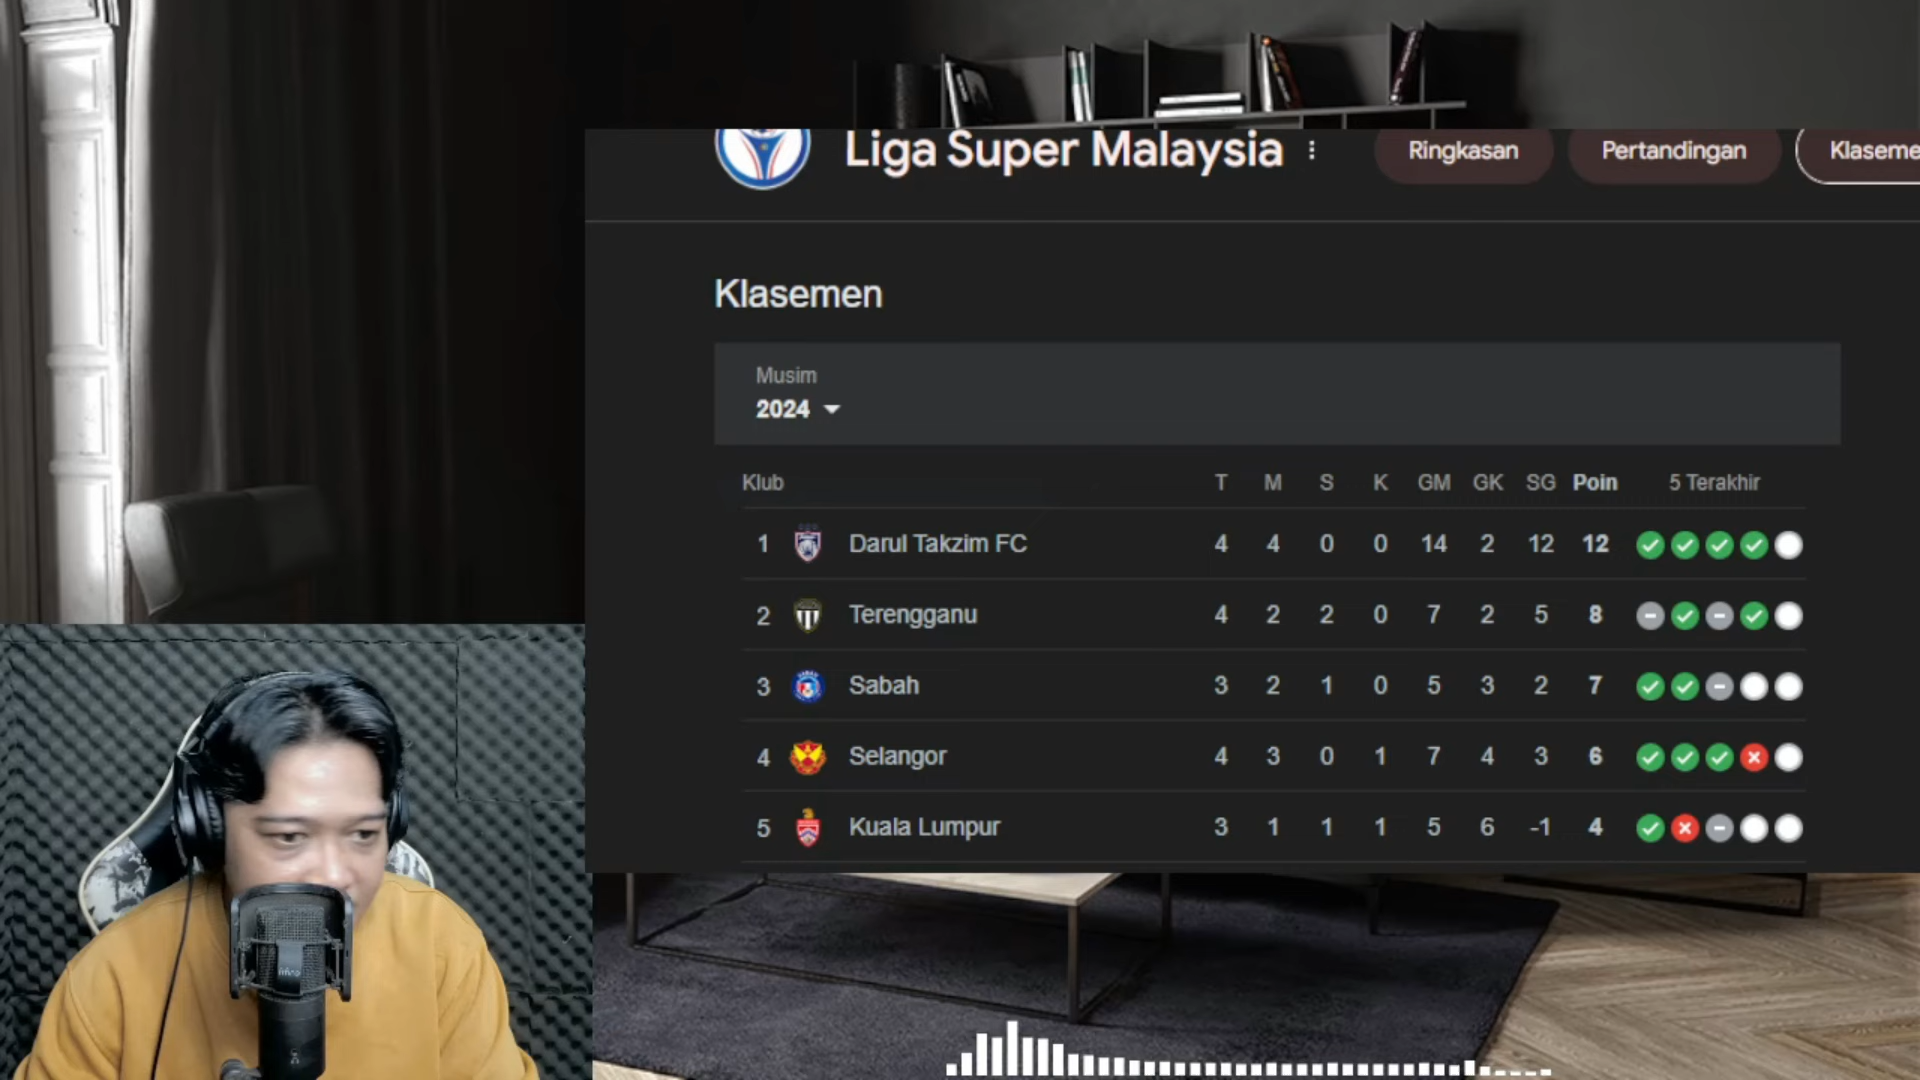 Liga Super Malaysia Ringkasan Pertandingan Klaseme
Klasemen
Musim
2024
Klub T M S K GM GK SG Poin 5 Terakhir
1 Darul Takzim FC 4 4 0 0 14 2 12 12
2 Terengganu 4 2 2 0 7 2 5 8
3 Sabah 3 2 1 0 5 3 2 7
4 Selangor 4 3 0 1 7 4 3 6
5 Kuala Lumpur 3 1 1 1 5 6 -1 4